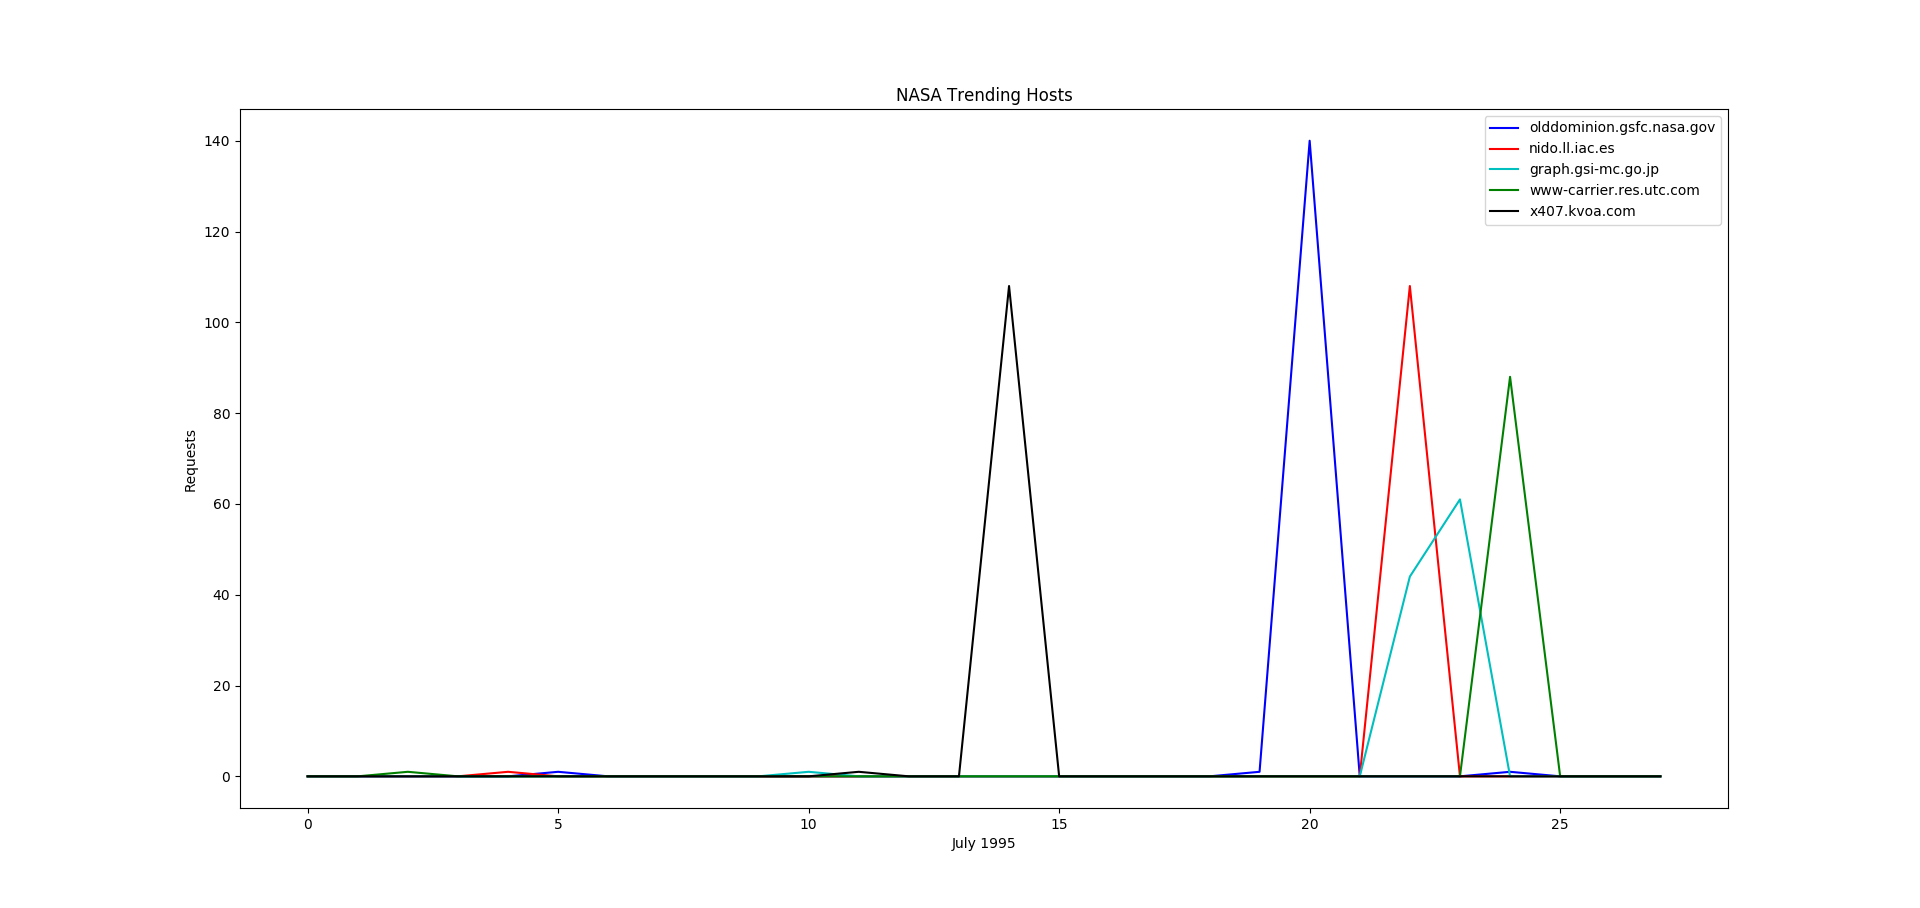 NASA Trending Hosts
olddominion.gsfc.nasa.gov
nido.ll.iac.es
graph.gsi-mc.go.jp
www-carrier.res.utc.com
x407.kvoa.com
140
120
100
80
60
40
20
0
Requests
0 5 10 15 20 25
July 1995